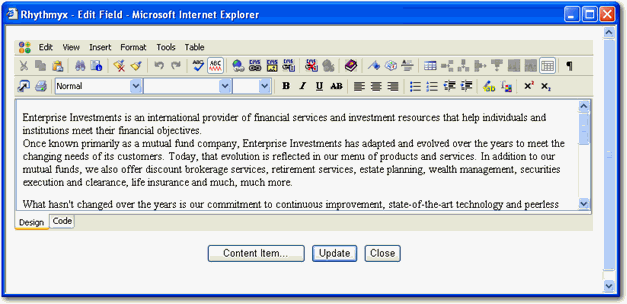 Rhythmyx - Edit Field - Microsoft Internet Explorer
Edit View Insert Format Tools Table
ABC ABC
Normal B I U AB X² X₂
Enterprise Investments is an international provider of financial services and investment resources that help individuals and
institutions meet their financial objectives.
Once known primarily as a mutual fund company, Enterprise Investments has adapted and evolved over the years to meet the
changing needs of its customers. Today, that evolution is reflected in our menu of products and services. In addition to our
mutual funds, we also offer discount brokerage services, retirement services, estate planning, wealth management, securities
execution and clearance, life insurance and much, much more.
What hasn't changed over the years is our commitment to continuous improvement, state-of-the-art technology and peerless
Design Code
Content Item... Update Close